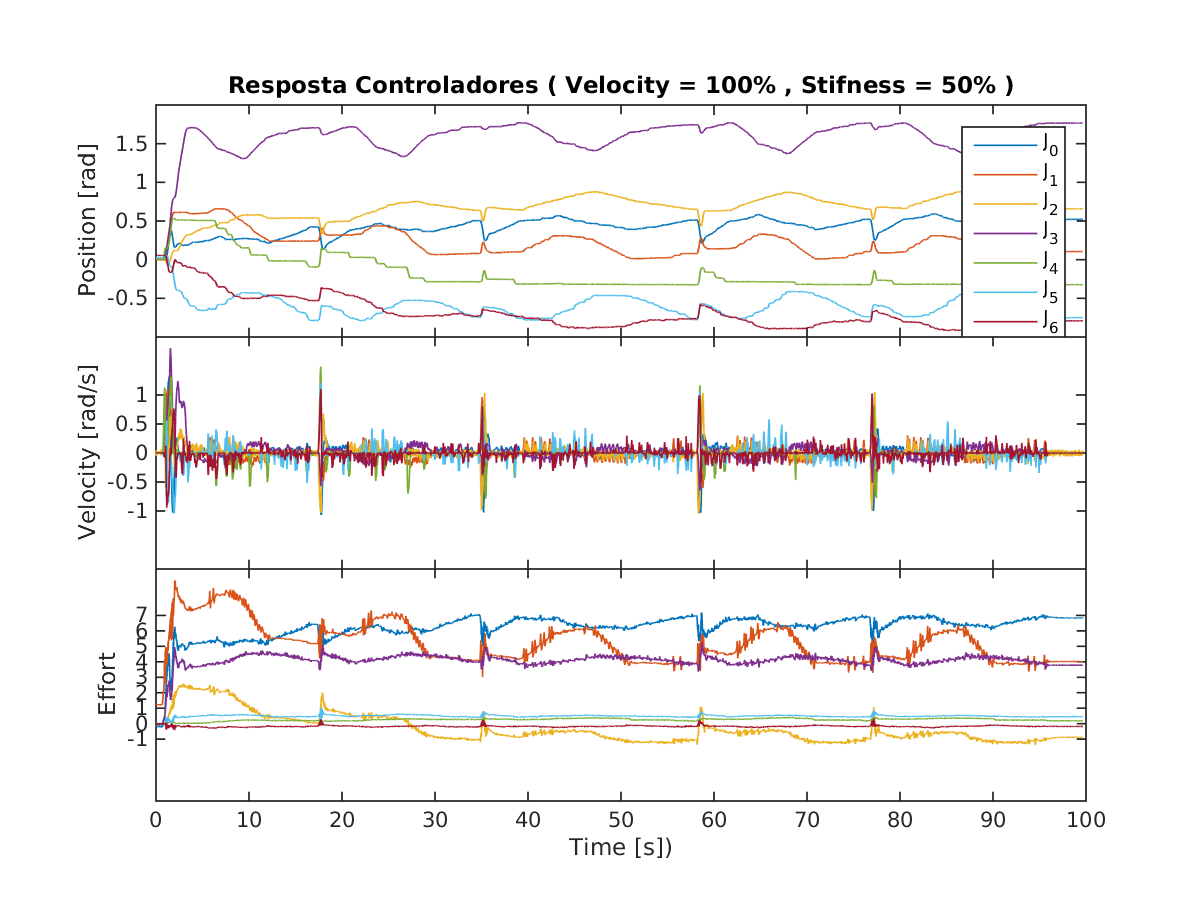 Resposta Controladores ( Velocity = 100% , Stifness = 50% )
Position [rad]
1.5
1
0.5
0
-0.5
J0
J1
J2
J3
J4
J5
J6
Velocity [rad/s]
1
0.5
0
-0.5
-1
Effort
7
6
5
4
3
2
1
0
-1
0 10 20 30 40 50 60 70 80 90 100
Time [s])